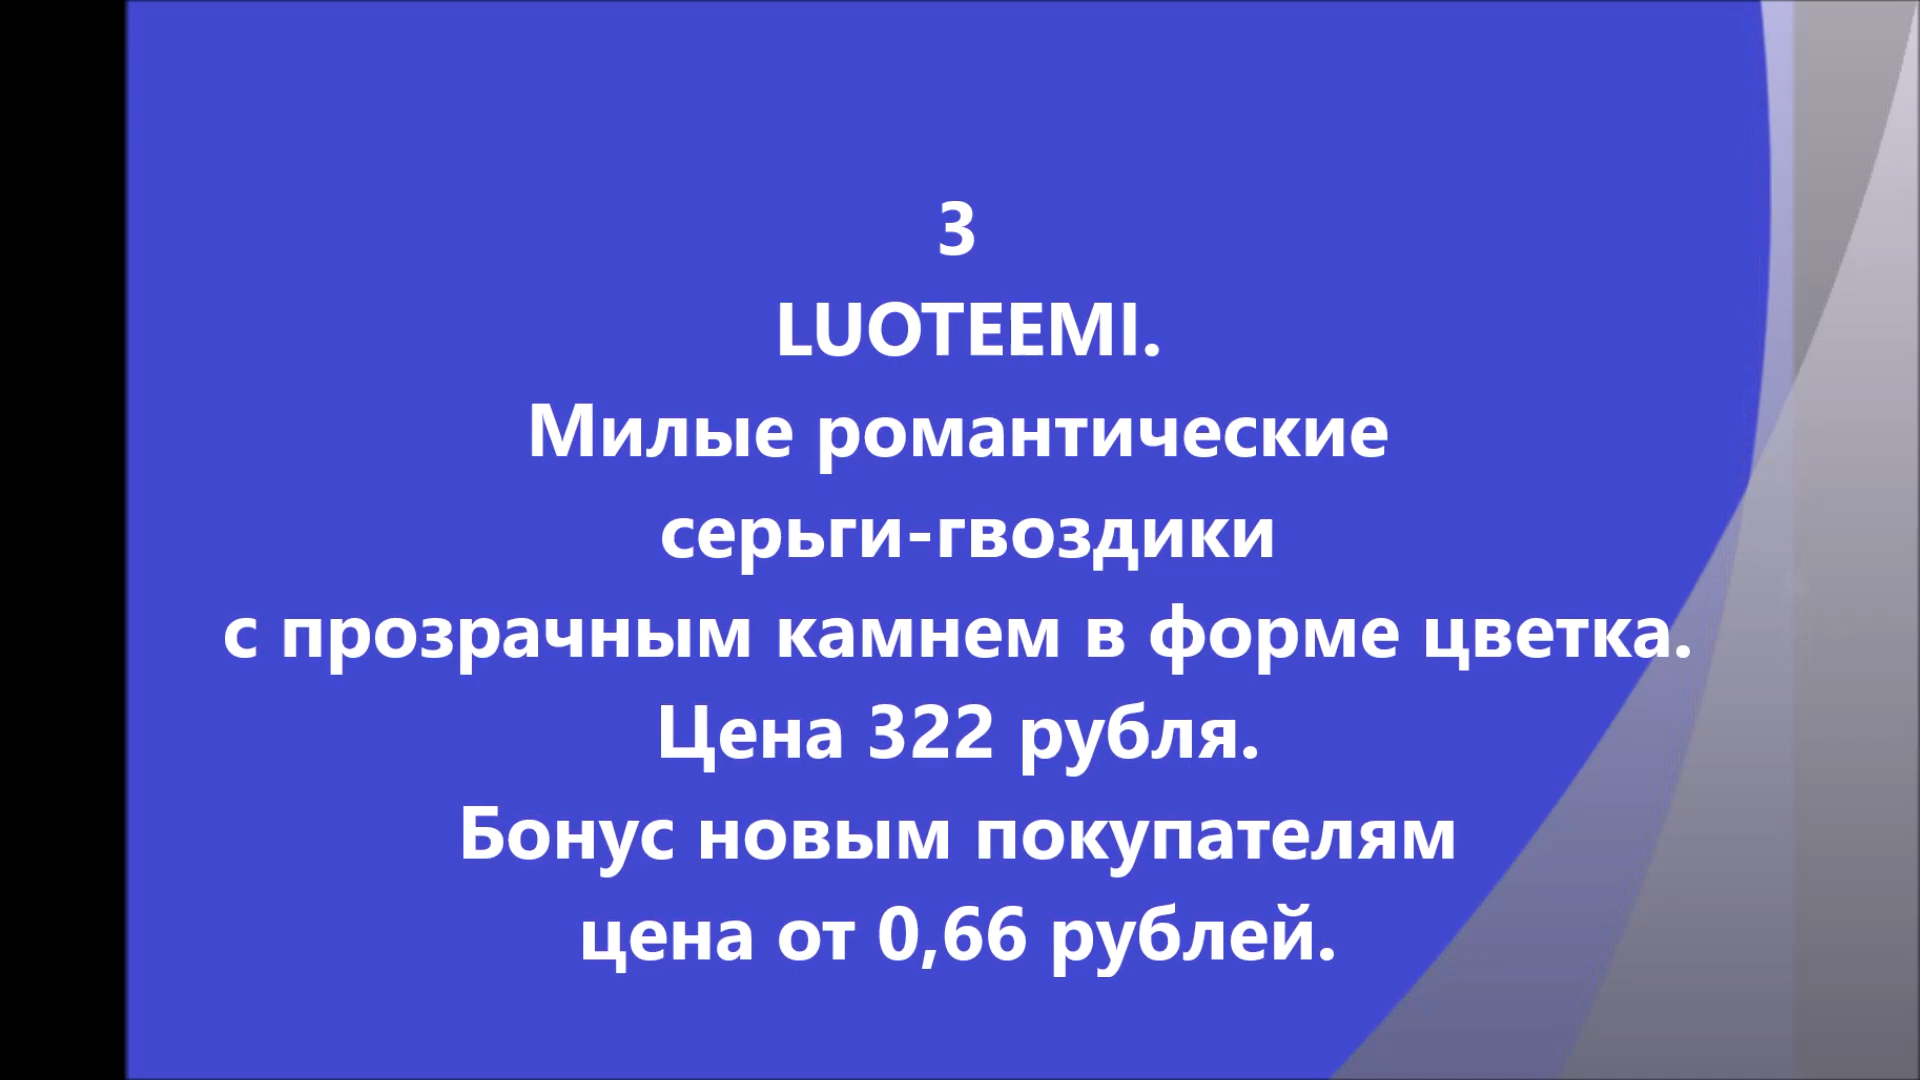 3
LUOTEEMI.
Милые романтические
серьги-гвоздики
с прозрачным камнем в форме цветка.
Цена 322 рубля.
Бонус новым покупателям
цена от 0,66 рублей.